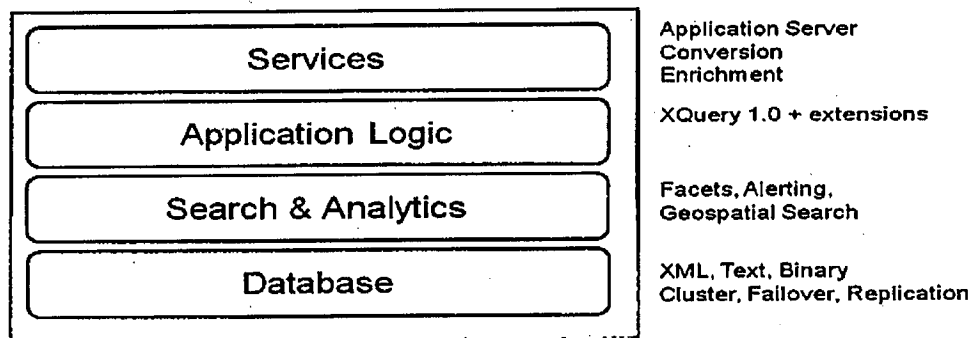 Services
Application Server
Conversion
Enrichment
Application Logic
XQuery 1.0 + extensions
Search & Analytics
Facets, Alerting,
Geospatial Search
Database
XML, Text, Binary
Cluster, Failover, Replication